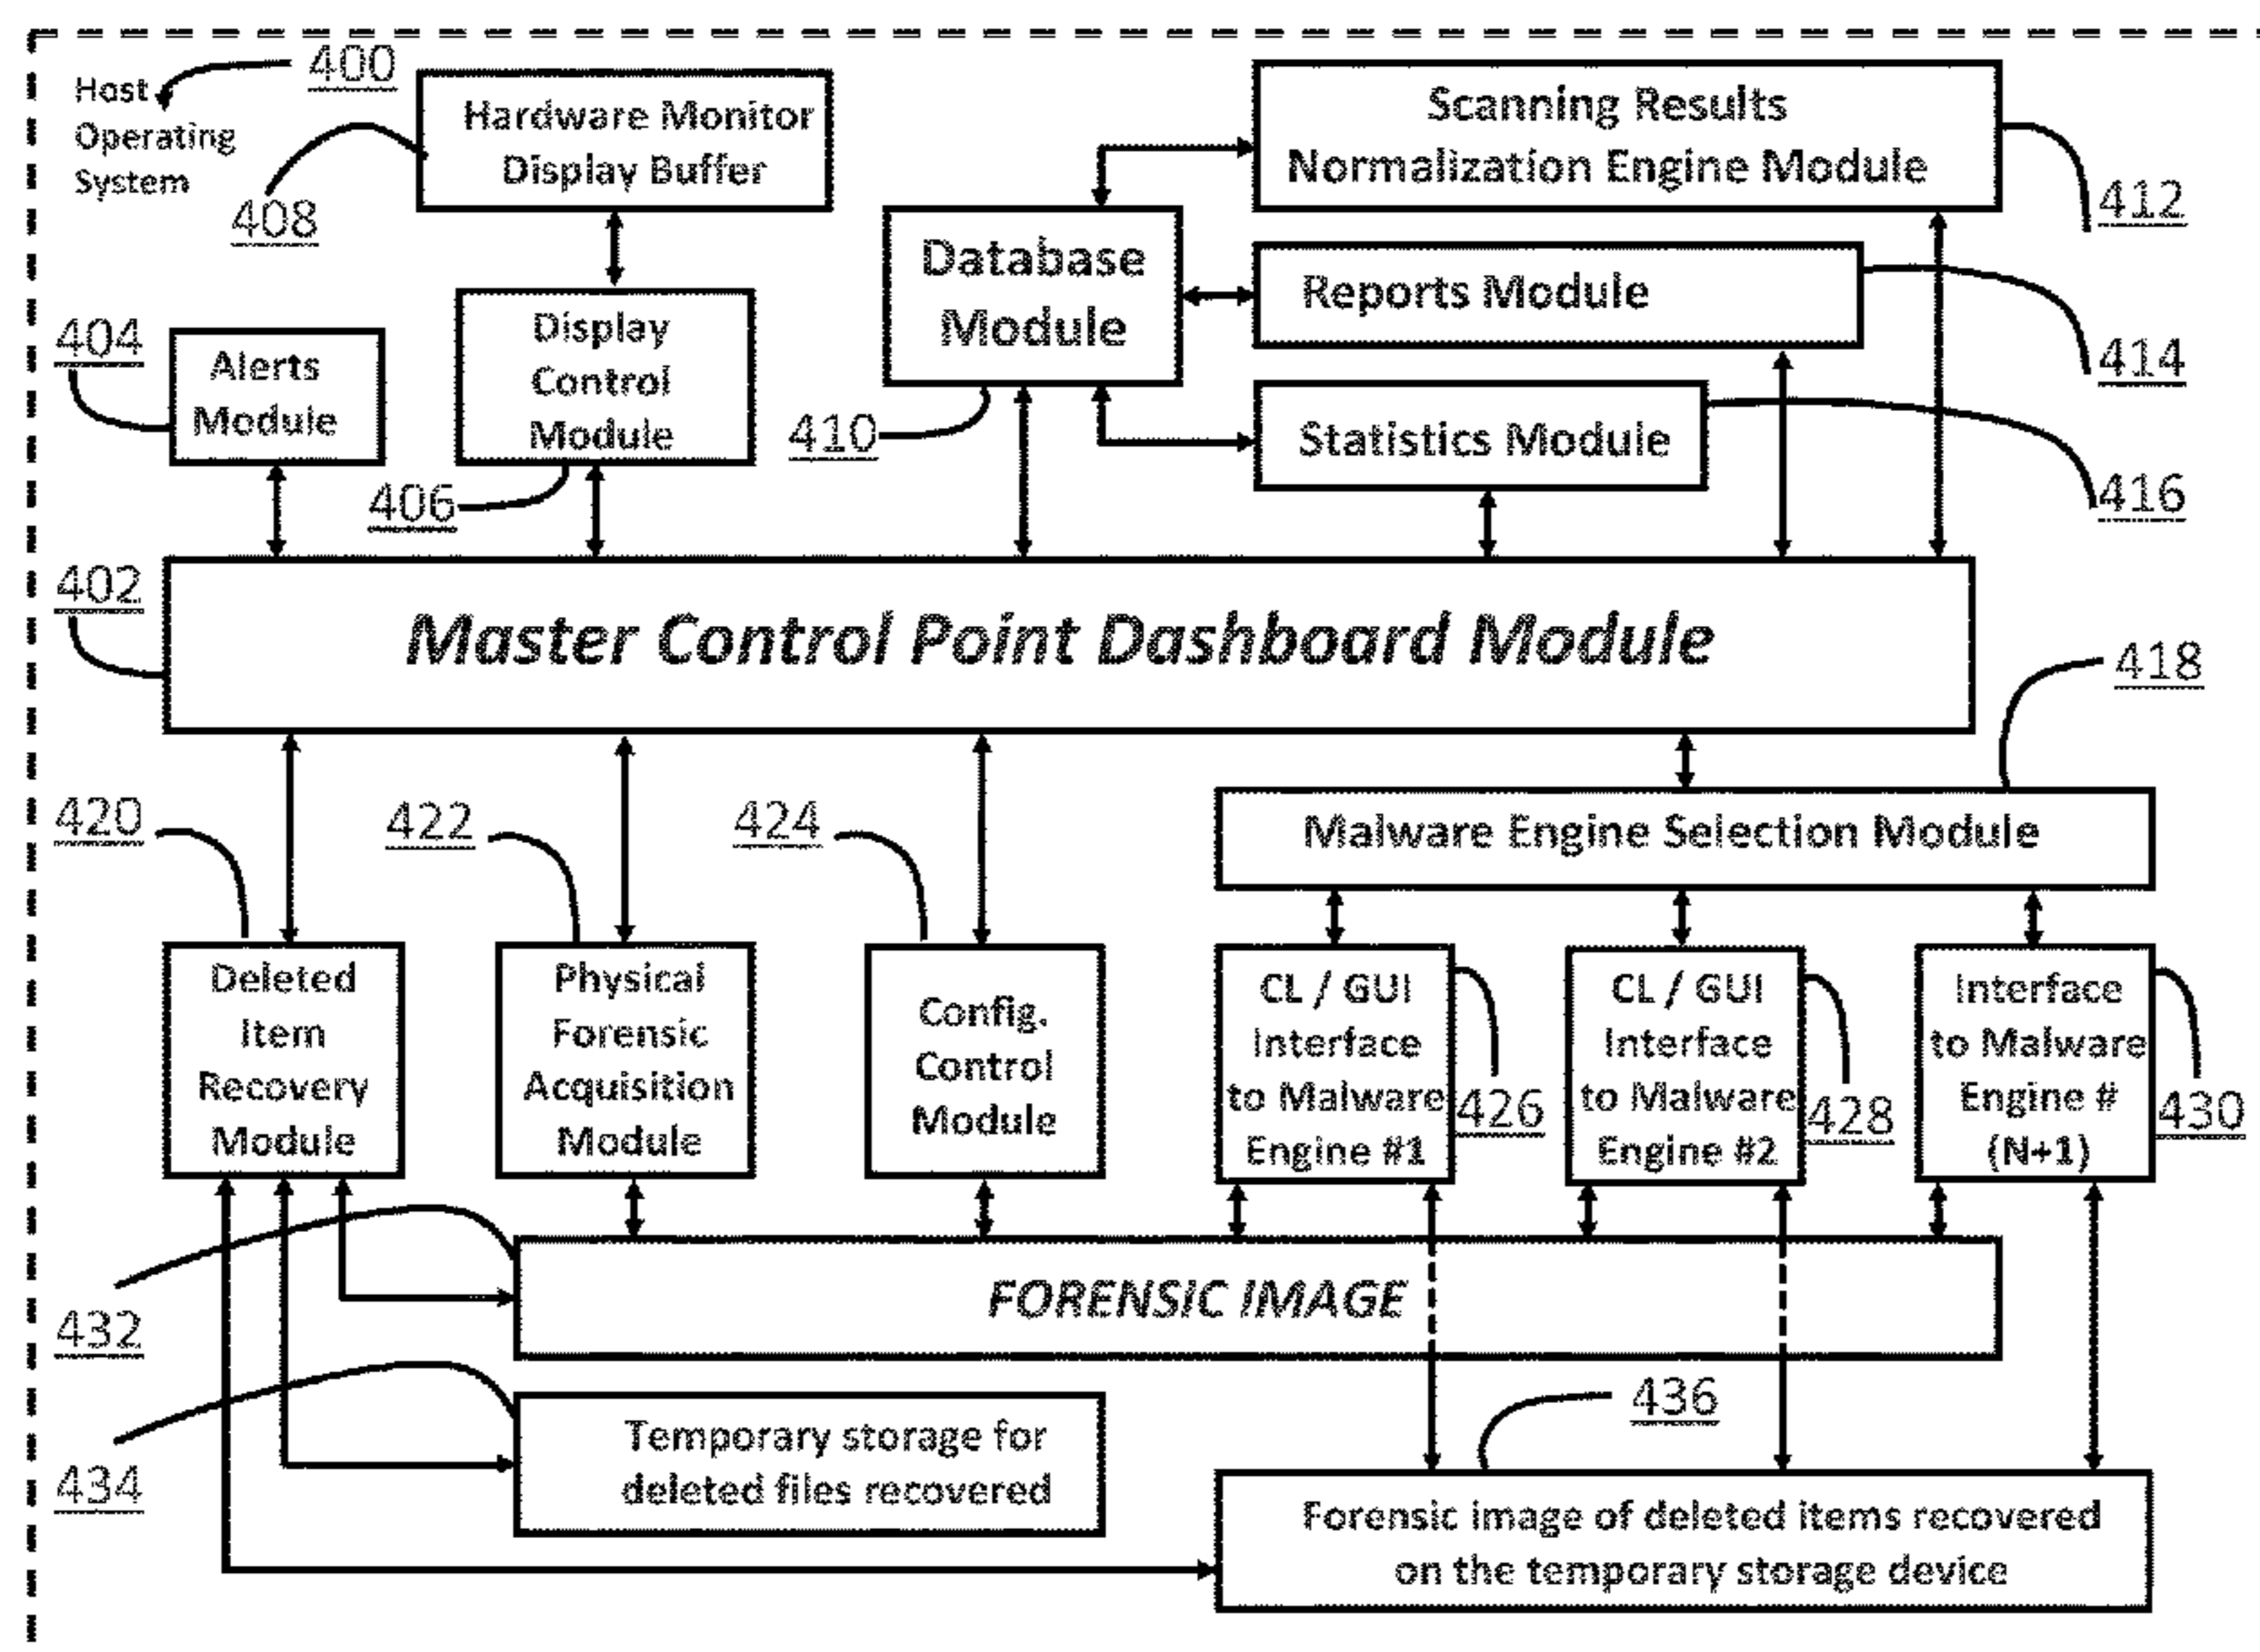 400
Host
Operating
System
408
Hardware Monitor
Display Buffer
Scanning Results
Normalization Engine Module
412
Database
Module
410
Reports Module
414
404
Alerts
Module
Display
Control
Module
406
Statistics Module
416
402
Master Control Point Dashboard Module
418
Malware Engine Selection Module
420
422
424
Deleted
Item
Recovery
Module
Physical
Forensic
Acquisition
Module
Config.
Control
Module
CL / GUI
Interface
to Malware
Engine #1
426
CL / GUI
Interface
to Malware
Engine #2
428
Interface
to Malware
Engine #
(N+1)
430
432
FORENSIC IMAGE
434
Temporary storage for
deleted files recovered
436
Forensic image of deleted items recovered
on the temporary storage device